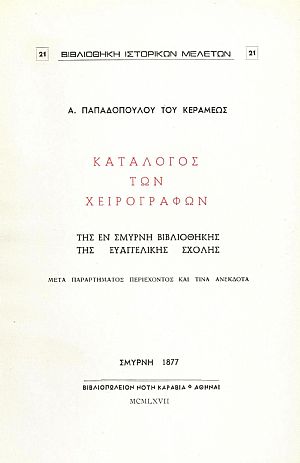 21 ΒΙΒΛΙΟΘΗΚΗ ΙΣΤΟΡΙΚΩΝ ΜΕΛΕΤΩΝ 21
Α. ΠΑΠΑΔΟΠΟΥΛΟΥ ΤΟΥ ΚΕΡΑΜΕΩΣ
ΚΑΤΑΛΟΓΟΣ
ΤΩΝ
ΧΕΙΡΟΓΡΑΦΩΝ
ΤΗΣ ΕΝ ΣΜΥΡΝΗ ΒΙΒΛΙΟΘΗΚΗΣ
ΤΗΣ ΕΥΑΓΓΕΛΙΚΗΣ ΣΧΟΛΗΣ
ΜΕΤΑ ΠΑΡΑΡΤΗΜΑΤΟΣ ΠΕΡΙΕΧΟΝΤΟΣ ΚΑΙ ΤΙΝΑ ΑΝΕΚΔΟΤΑ
ΣΜΥΡΝΗ 1877
ΒΙΒΛΙΟΠΩΛΕΙΟΝ ΝΟΤΗ ΚΑΡΑΒΙΑ ο ΑΘΗΝΑΙ
MCMLXVII